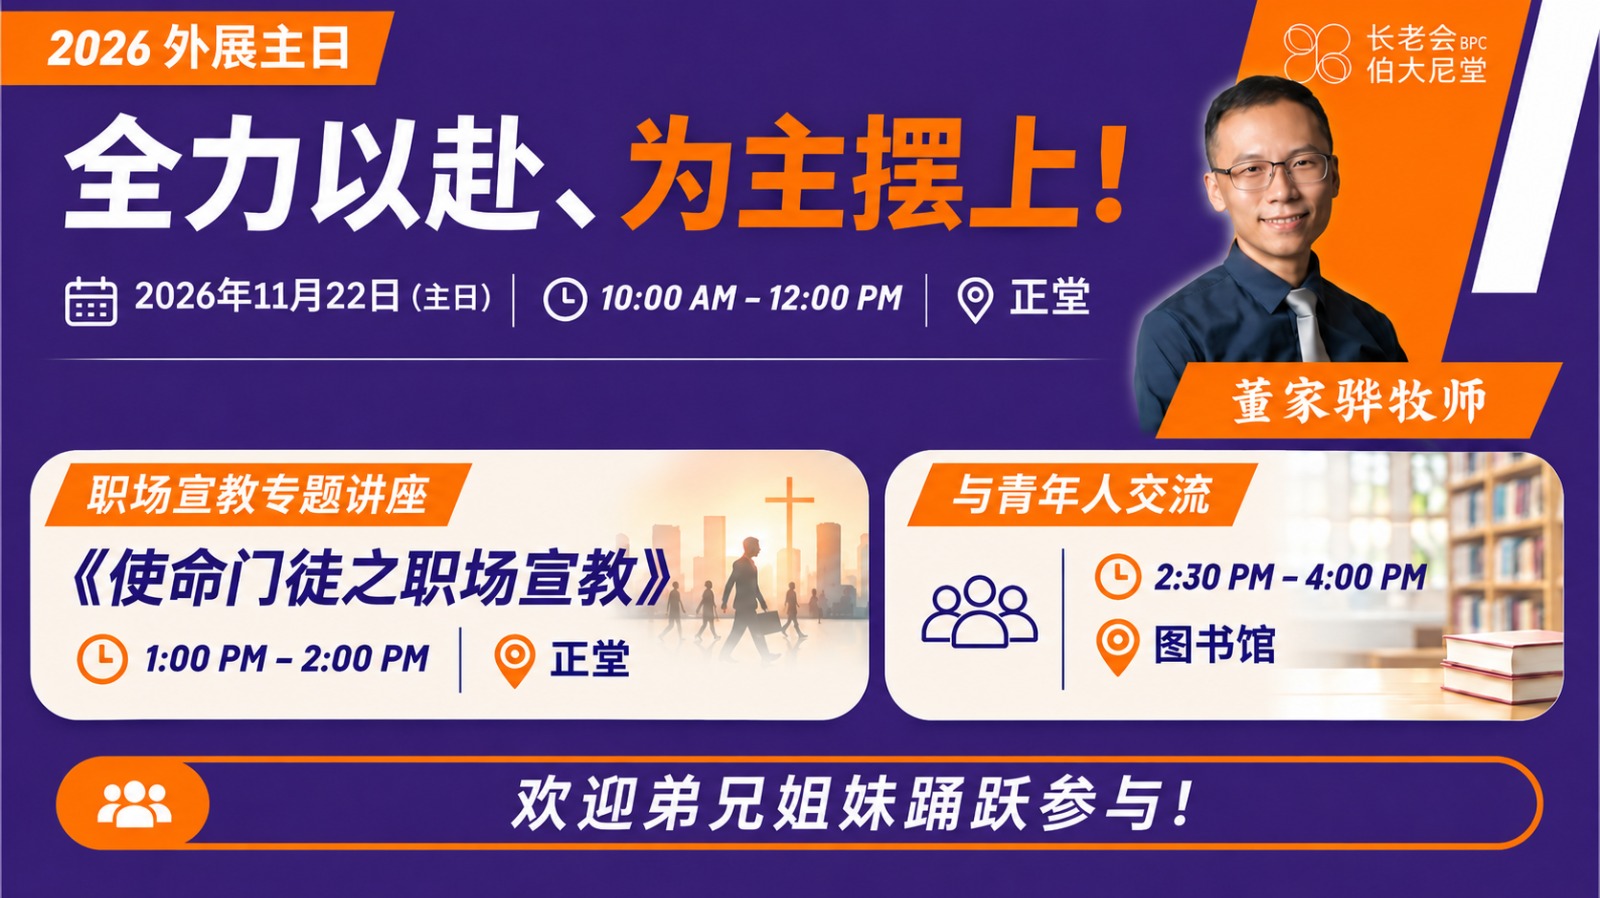 2026 外展主日
长老会 BPC
伯大尼堂
全力以赴、为主摆上！
2026年11月22日（主日）
10:00 AM – 12:00 PM
正堂
董家骅牧师
职场宣教专题讲座
《使命门徒之职场宣教》
1:00 PM – 2:00 PM
正堂
与青年人交流
2:30 PM – 4:00 PM
图书馆
欢迎弟兄姐妹踊跃参与！